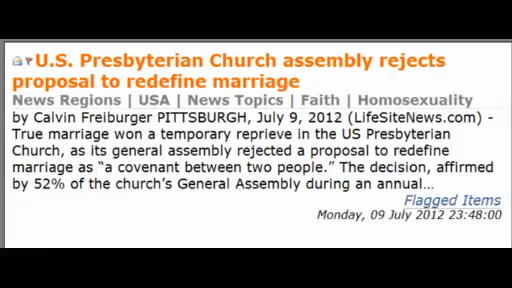 U.S. Presbyterian Church assembly rejects
proposal to redefine marriage
News Regions | USA | News Topics | Faith | Homosexuality
by Calvin Freiburger PITTSBURGH, July 9, 2012 (LifeSiteNews.com) -
True marriage won a temporary reprieve in the US Presbyterian
Church, as its general assembly rejected a proposal to redefine
marriage as “a covenant between two people.” The decision, affirmed
by 52% of the church’s General Assembly during an annual…
Flagged Items
Monday, 09 July 2012 23:48:00